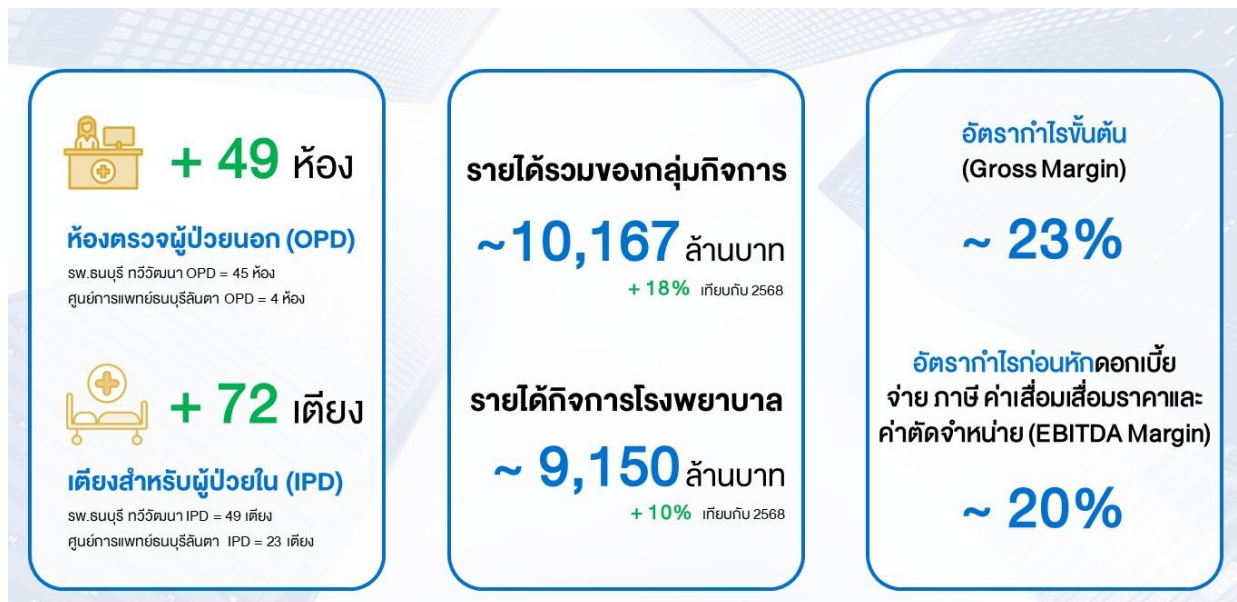 + 49 ห้อง
ห้องตรวจผู้ป่วยนอก (OPD)
รพ.ธนบุรี ทวีวัฒนา OPD = 45 ห้อง
ศูนย์การแพทย์ธนบุรีลันตา OPD = 4 ห้อง
+ 72 เตียง
เตียงสำหรับผู้ป่วยใน (IPD)
รพ.ธนบุรี ทวีวัฒนา IPD = 49 เตียง
ศูนย์การแพทย์ธนบุรีลันตา IPD = 23 เตียง
รายได้รวมของกลุ่มกิจการ
~10,167 ล้านบาท
+ 18% เทียบกับ 2568
รายได้กิจการโรงพยาบาล
~ 9,150 ล้านบาท
+ 10% เทียบกับ 2568
อัตรากำไรขั้นต้น
(Gross Margin)
~ 23%
อัตรากำไรก่อนหักดอกเบี้ย
จ่าย ภาษี ค่าเสื่อมเสื่อมราคาและ
ค่าตัดจำหน่าย (EBITDA Margin)
~ 20%